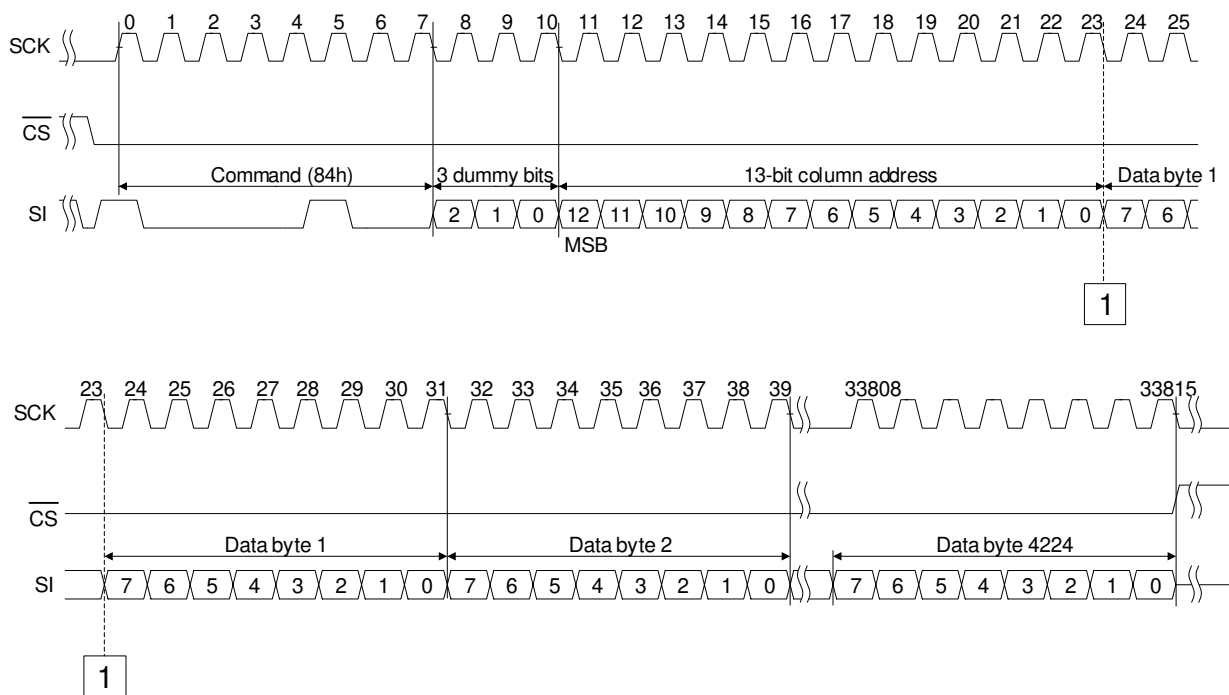 0 1 2 3 4 5 6 7 8 9 10 11 12 13 14 15 16 17 18 19 20 21 22 23 24 25
SCK
CS
Command (84h) 3 dummy bits 13-bit column address Data byte 1
SI 2 1 0 12 11 10 9 8 7 6 5 4 3 2 1 0 7 6
MSB
1
23 24 25 26 27 28 29 30 31 32 33 34 35 36 37 38 39 33808 33815
SCK
CS
Data byte 1 Data byte 2 Data byte 4224
SI 7 6 5 4 3 2 1 0 7 6 5 4 3 2 1 0 7 6 5 4 3 2 1 0
1